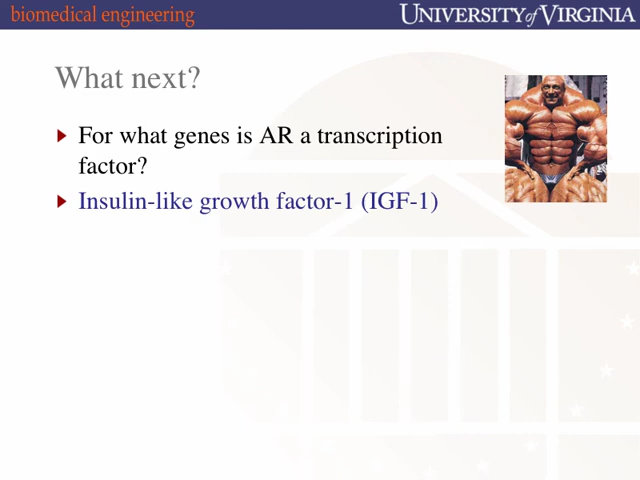 biomedical engineering
UNIVERSITY of VIRGINIA
What next?
For what genes is AR a transcription
factor?
Insulin-like growth factor-1 (IGF-1)